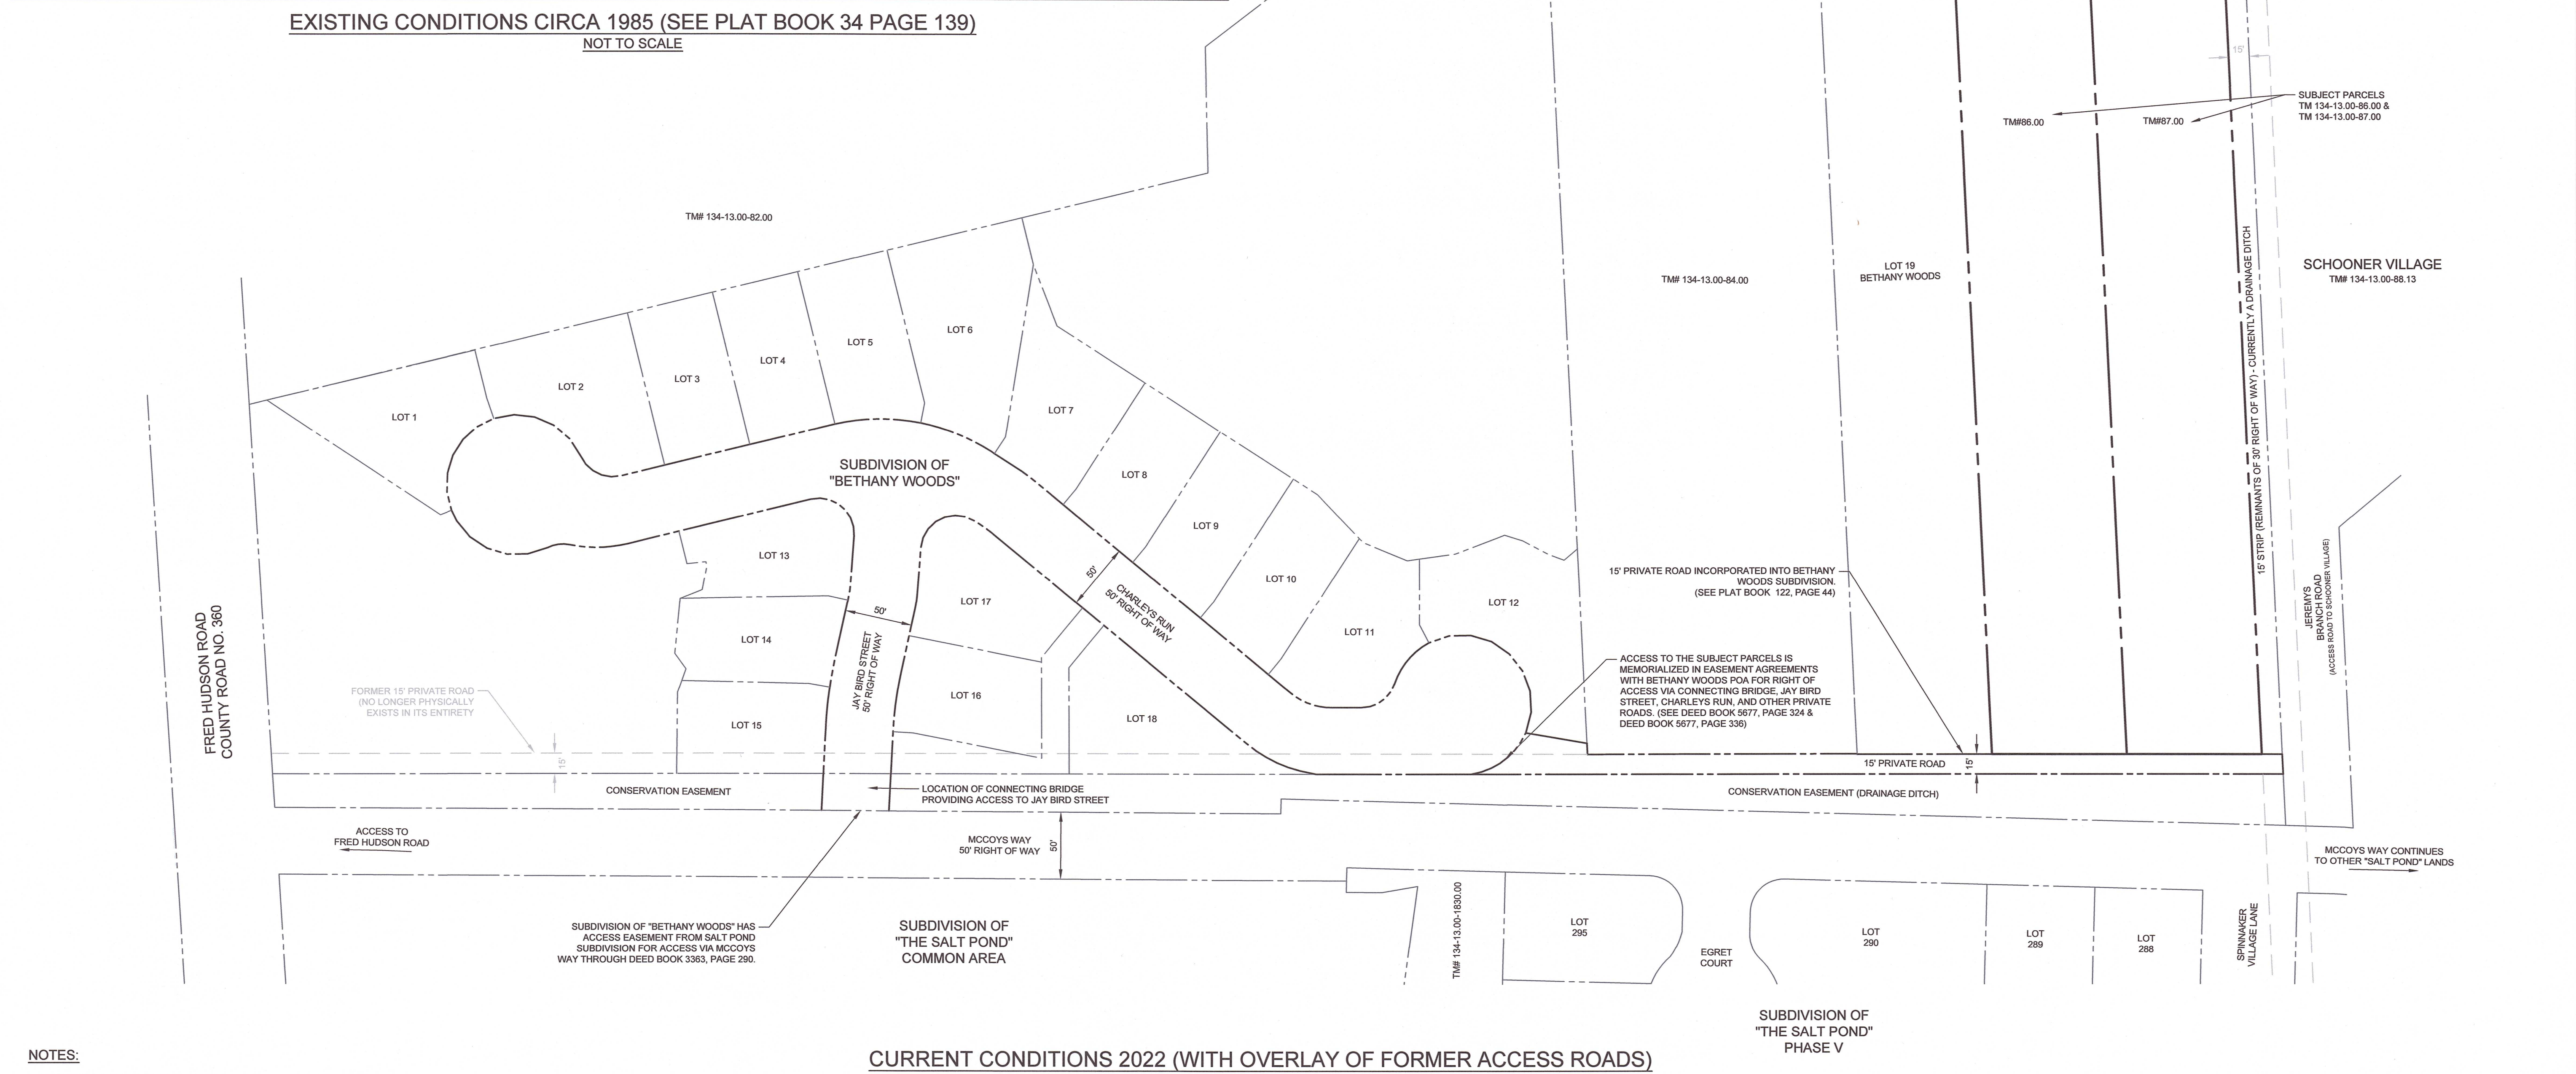 EXISTING CONDITIONS CIRCA 1985 (SEE PLAT BOOK 34 PAGE 139)
NOT TO SCALE
15'
SUBJECT PARCELS
TM 134-13.00-86.00 &
TM 134-13.00-87.00
TM#86.00
TM#87.00
TM# 134-13.00-82.00
TM# 134-13.00-84.00
LOT 19
BETHANY WOODS
SCHOONER VILLAGE
TM# 134-13.00-88.13
15' STRIP (REMNANTS OF 30' RIGHT OF WAY) - CURRENTLY A DRAINAGE DITCH
LOT 1
LOT 2
LOT 3
LOT 4
LOT 5
LOT 6
LOT 7
LOT 8
LOT 9
LOT 10
LOT 11
LOT 12
SUBDIVISION OF
"BETHANY WOODS"
LOT 13
LOT 14
LOT 15
LOT 16
LOT 17
LOT 18
50'
JAY BIRD STREET
50' RIGHT OF WAY
50'
CHARLEYS RUN
50' RIGHT OF WAY
15' PRIVATE ROAD INCORPORATED INTO BETHANY
WOODS SUBDIVISION.
(SEE PLAT BOOK 122, PAGE 44)
ACCESS TO THE SUBJECT PARCELS IS
MEMORIALIZED IN EASEMENT AGREEMENTS
WITH BETHANY WOODS POA FOR RIGHT OF
ACCESS VIA CONNECTING BRIDGE, JAY BIRD
STREET, CHARLEYS RUN, AND OTHER PRIVATE
ROADS. (SEE DEED BOOK 5677, PAGE 324 &
DEED BOOK 5677, PAGE 336)
JEREMYS
BRANCH ROAD
(ACCESS ROAD TO SCHOONER VILLAGE)
FRED HUDSON ROAD
COUNTY ROAD NO. 360
FORMER 15' PRIVATE ROAD
(NO LONGER PHYSICALLY
EXISTS IN ITS ENTIRETY
15'
15' PRIVATE ROAD
15'
CONSERVATION EASEMENT
LOCATION OF CONNECTING BRIDGE
PROVIDING ACCESS TO JAY BIRD STREET
CONSERVATION EASEMENT (DRAINAGE DITCH)
ACCESS TO
FRED HUDSON ROAD
MCCOYS WAY
50' RIGHT OF WAY
50'
MCCOYS WAY CONTINUES
TO OTHER "SALT POND" LANDS
SUBDIVISION OF "BETHANY WOODS" HAS
ACCESS EASEMENT FROM SALT POND
SUBDIVISION FOR ACCESS VIA MCCOYS
WAY THROUGH DEED BOOK 3363, PAGE 290.
SUBDIVISION OF
"THE SALT POND"
COMMON AREA
TM# 134-13.00-1830.00
LOT
295
EGRET
COURT
LOT
290
LOT
289
LOT
288
SPINNAKER
VILLAGE LANE
SUBDIVISION OF
"THE SALT POND"
PHASE V
NOTES:
CURRENT CONDITIONS 2022 (WITH OVERLAY OF FORMER ACCESS ROADS)